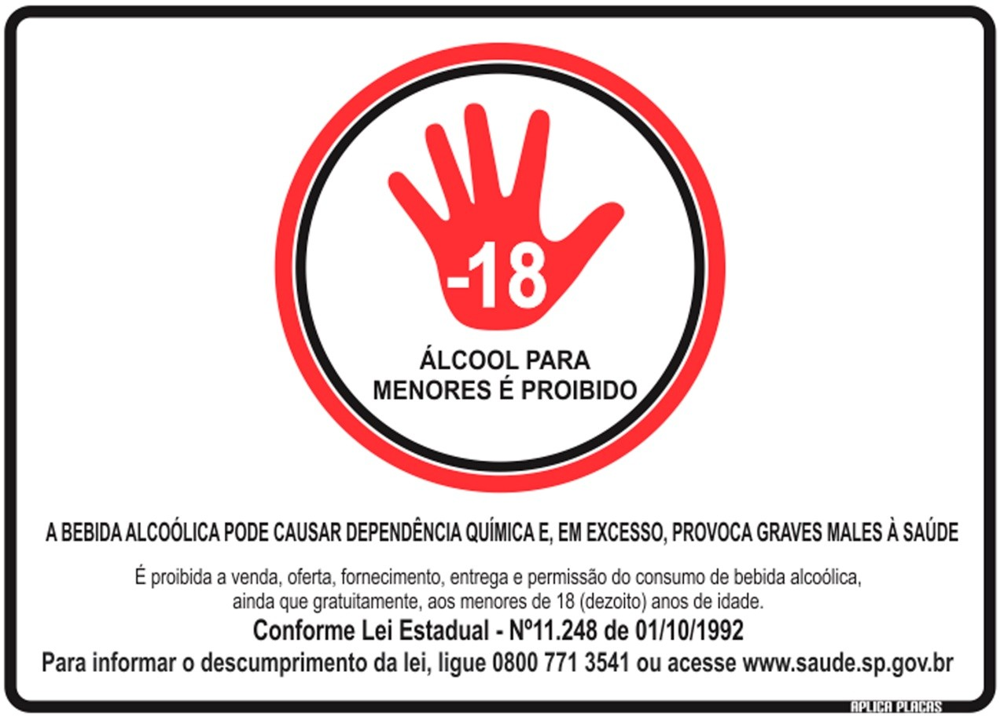 -18
ÁLCOOL PARA
MENORES É PROIBIDO
A BEBIDA ALCOÓLICA PODE CAUSAR DEPENDÊNCIA QUÍMICA E, EM EXCESSO, PROVOCA GRAVES MALES À SAÚDE
É proibida a venda, oferta, fornecimento, entrega e permissão do consumo de bebida alcoólica,
ainda que gratuitamente, aos menores de 18 (dezoito) anos de idade.
Conforme Lei Estadual - Nº11.248 de 01/10/1992
Para informar o descumprimento da lei, ligue 0800 771 3541 ou acesse www.saude.sp.gov.br
APLICA PLACAS